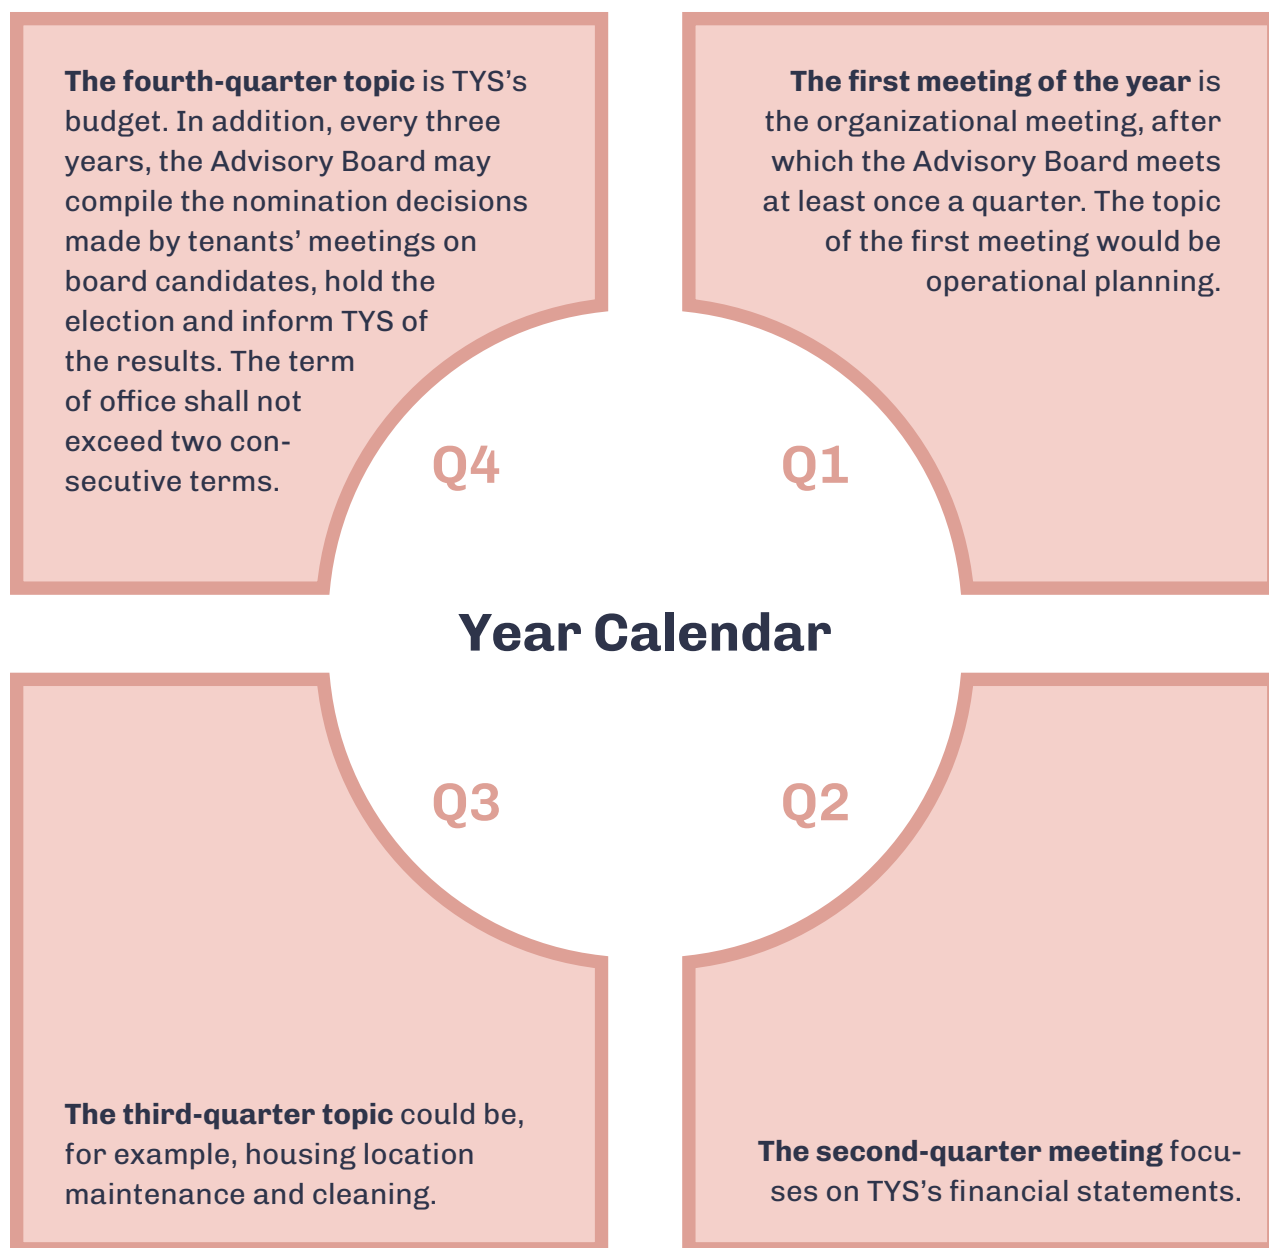 The fourth-quarter topic is TYS’s
budget. In addition, every three
years, the Advisory Board may
compile the nomination decisions
made by tenants’ meetings on
board candidates, hold the
election and inform TYS of
the results. The term
of office shall not
exceed two con-
secutive terms.
The first meeting of the year is
the organizational meeting, after
which the Advisory Board meets
at least once a quarter. The topic
of the first meeting would be
operational planning.
Q4
Q1
Year Calendar
Q3
Q2
The third-quarter topic could be,
for example, housing location
maintenance and cleaning.
The second-quarter meeting focu-
ses on TYS’s financial statements.